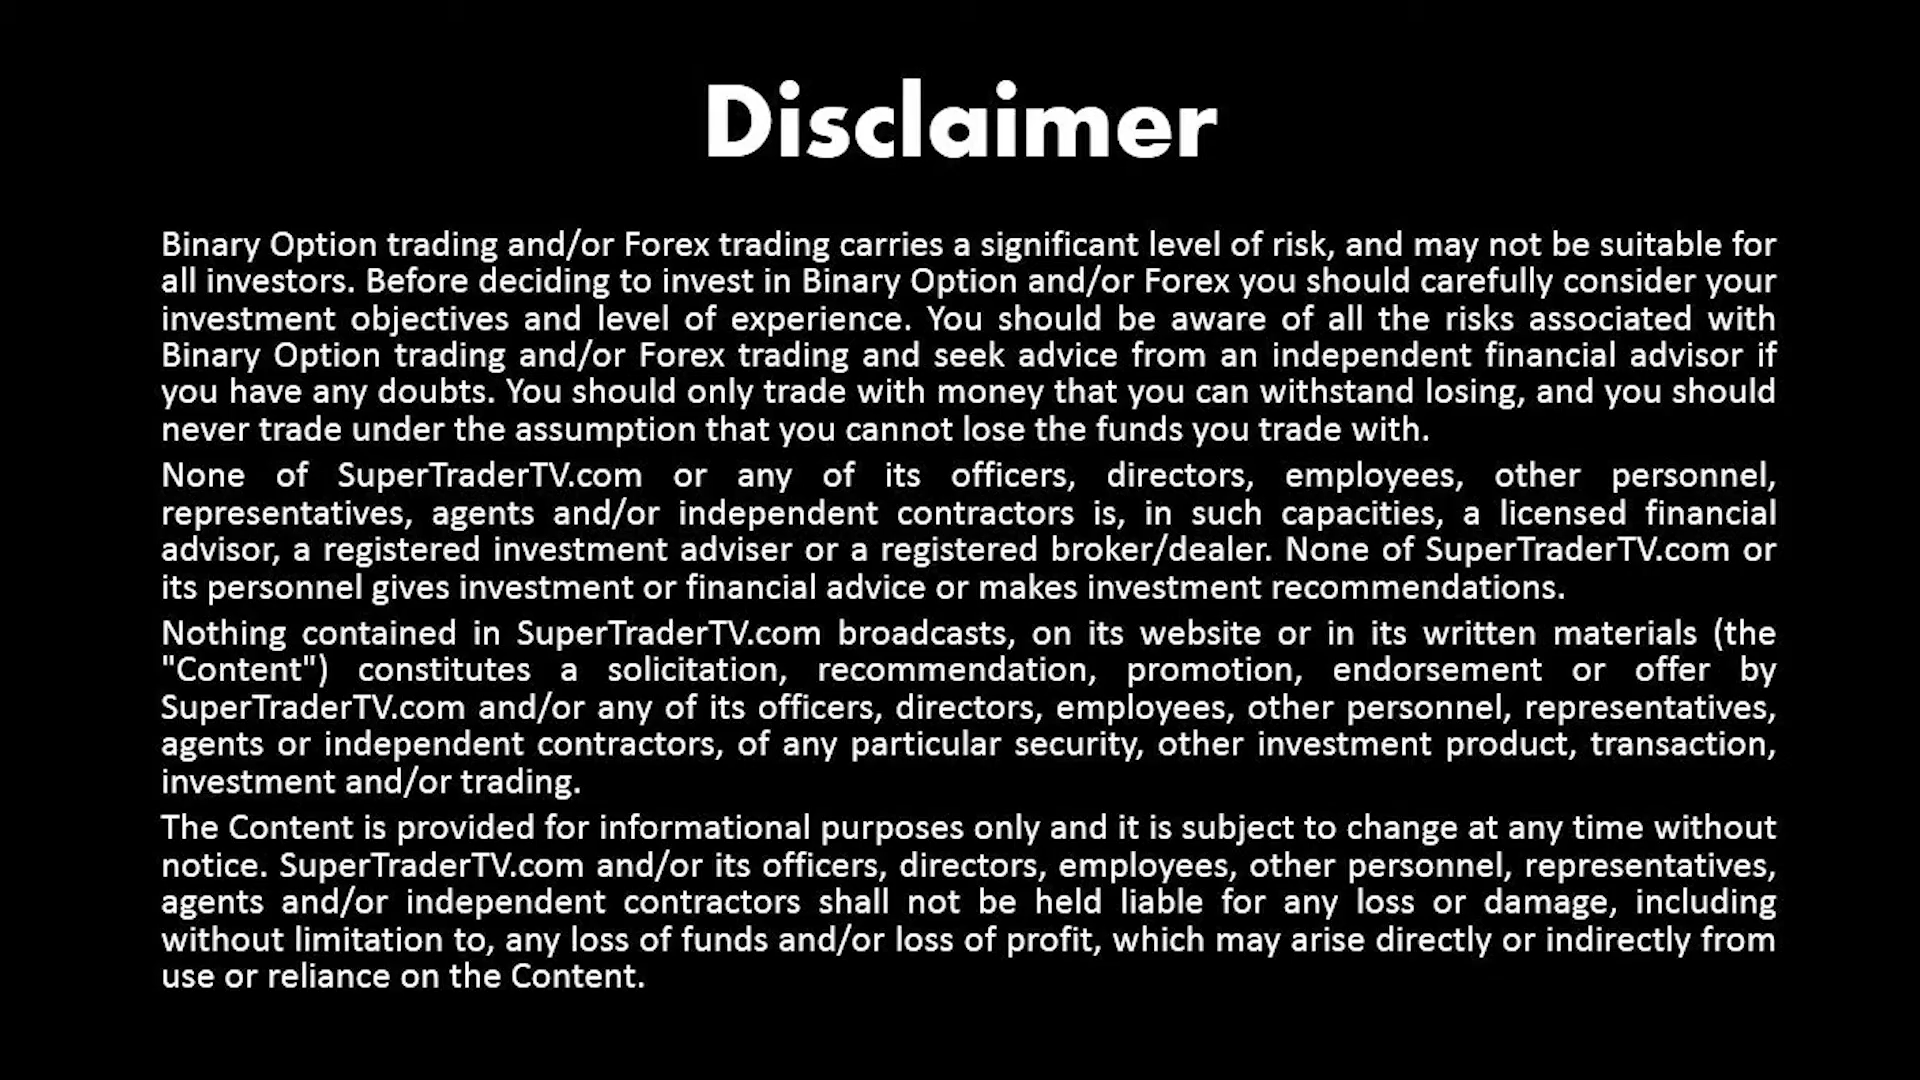 Disclaimer
Binary Option trading and/or Forex trading carries a significant level of risk, and may not be suitable for
all investors. Before deciding to invest in Binary Option and/or Forex you should carefully consider your
investment objectives and level of experience. You should be aware of all the risks associated with
Binary Option trading and/or Forex trading and seek advice from an independent financial advisor if
you have any doubts. You should only trade with money that you can withstand losing, and you should
never trade under the assumption that you cannot lose the funds you trade with.
None of SuperTraderTV.com or any of its officers, directors, employees, other personnel,
representatives, agents and/or independent contractors is, in such capacities, a licensed financial
advisor, a registered investment adviser or a registered broker/dealer. None of SuperTraderTV.com or
its personnel gives investment or financial advice or makes investment recommendations.
Nothing contained in SuperTraderTV.com broadcasts, on its website or in its written materials (the
"Content") constitutes a solicitation, recommendation, promotion, endorsement or offer by
SuperTraderTV.com and/or any of its officers, directors, employees, other personnel, representatives,
agents or independent contractors, of any particular security, other investment product, transaction,
investment and/or trading.
The Content is provided for informational purposes only and it is subject to change at any time without
notice. SuperTraderTV.com and/or its officers, directors, employees, other personnel, representatives,
agents and/or independent contractors shall not be held liable for any loss or damage, including
without limitation to, any loss of funds and/or loss of profit, which may arise directly or indirectly from
use or reliance on the Content.